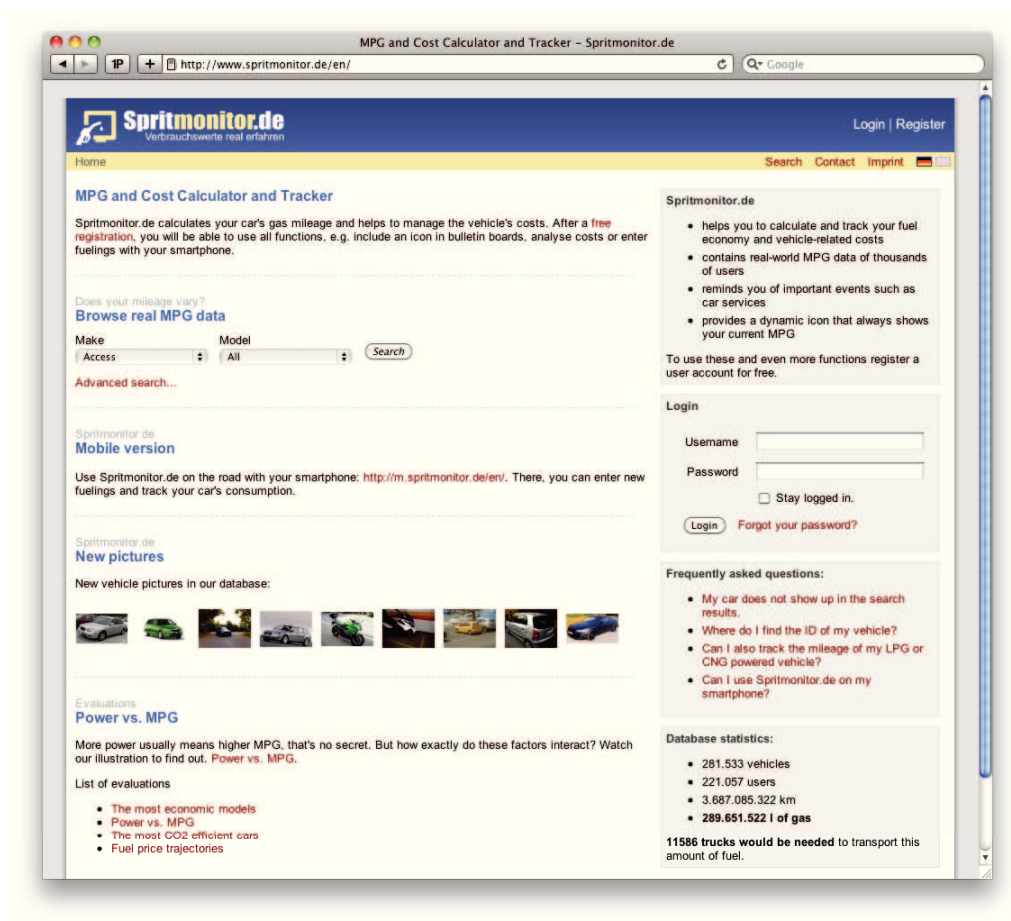 MPG and Cost Calculator and Tracker – Spritmonitor.de
1P
+
http://www.spritmonitor.de/en/
Google
Spritmonitor.de
Verbrauchswerte real erfahren
Login | Register
Home
Search Contact Imprint
MPG and Cost Calculator and Tracker
Spritmonitor.de calculates your car's gas mileage and helps to manage the vehicle's costs. After a free
registration, you will be able to use all functions, e.g. include an icon in bulletin boards, analyse costs or enter
fuelings with your smartphone.
Does your mileage vary?
Browse real MPG data
Make Model
Access All Search
Advanced search...
Spritmonitor.de
Mobile version
Use Spritmonitor.de on the road with your smartphone: http://m.spritmonitor.de/en/. There, you can enter new
fuelings and track your car's consumption.
Spritmonitor.de
New pictures
New vehicle pictures in our database:
Evaluations
Power vs. MPG
More power usually means higher MPG, that's no secret. But how exactly do these factors interact? Watch
our illustration to find out. Power vs. MPG.
List of evaluations
• The most economic models
• Power vs. MPG
• The most CO2 efficient cars
• Fuel price trajectories
Spritmonitor.de
• helps you to calculate and track your fuel
economy and vehicle-related costs
• contains real-world MPG data of thousands
of users
• reminds you of important events such as
car services
• provides a dynamic icon that always shows
your current MPG
To use these and even more functions register a
user account for free.
Login
Username
Password
Stay logged in.
Login Forgot your password?
Frequently asked questions:
• My car does not show up in the search
results.
• Where do I find the ID of my vehicle?
• Can I also track the mileage of my LPG or
CNG powered vehicle?
• Can I use Spritmonitor.de on my
smartphone?
Database statistics:
• 281.533 vehicles
• 221.057 users
• 3.687.085.322 km
• 289.651.522 l of gas
11586 trucks would be needed to transport this
amount of fuel.